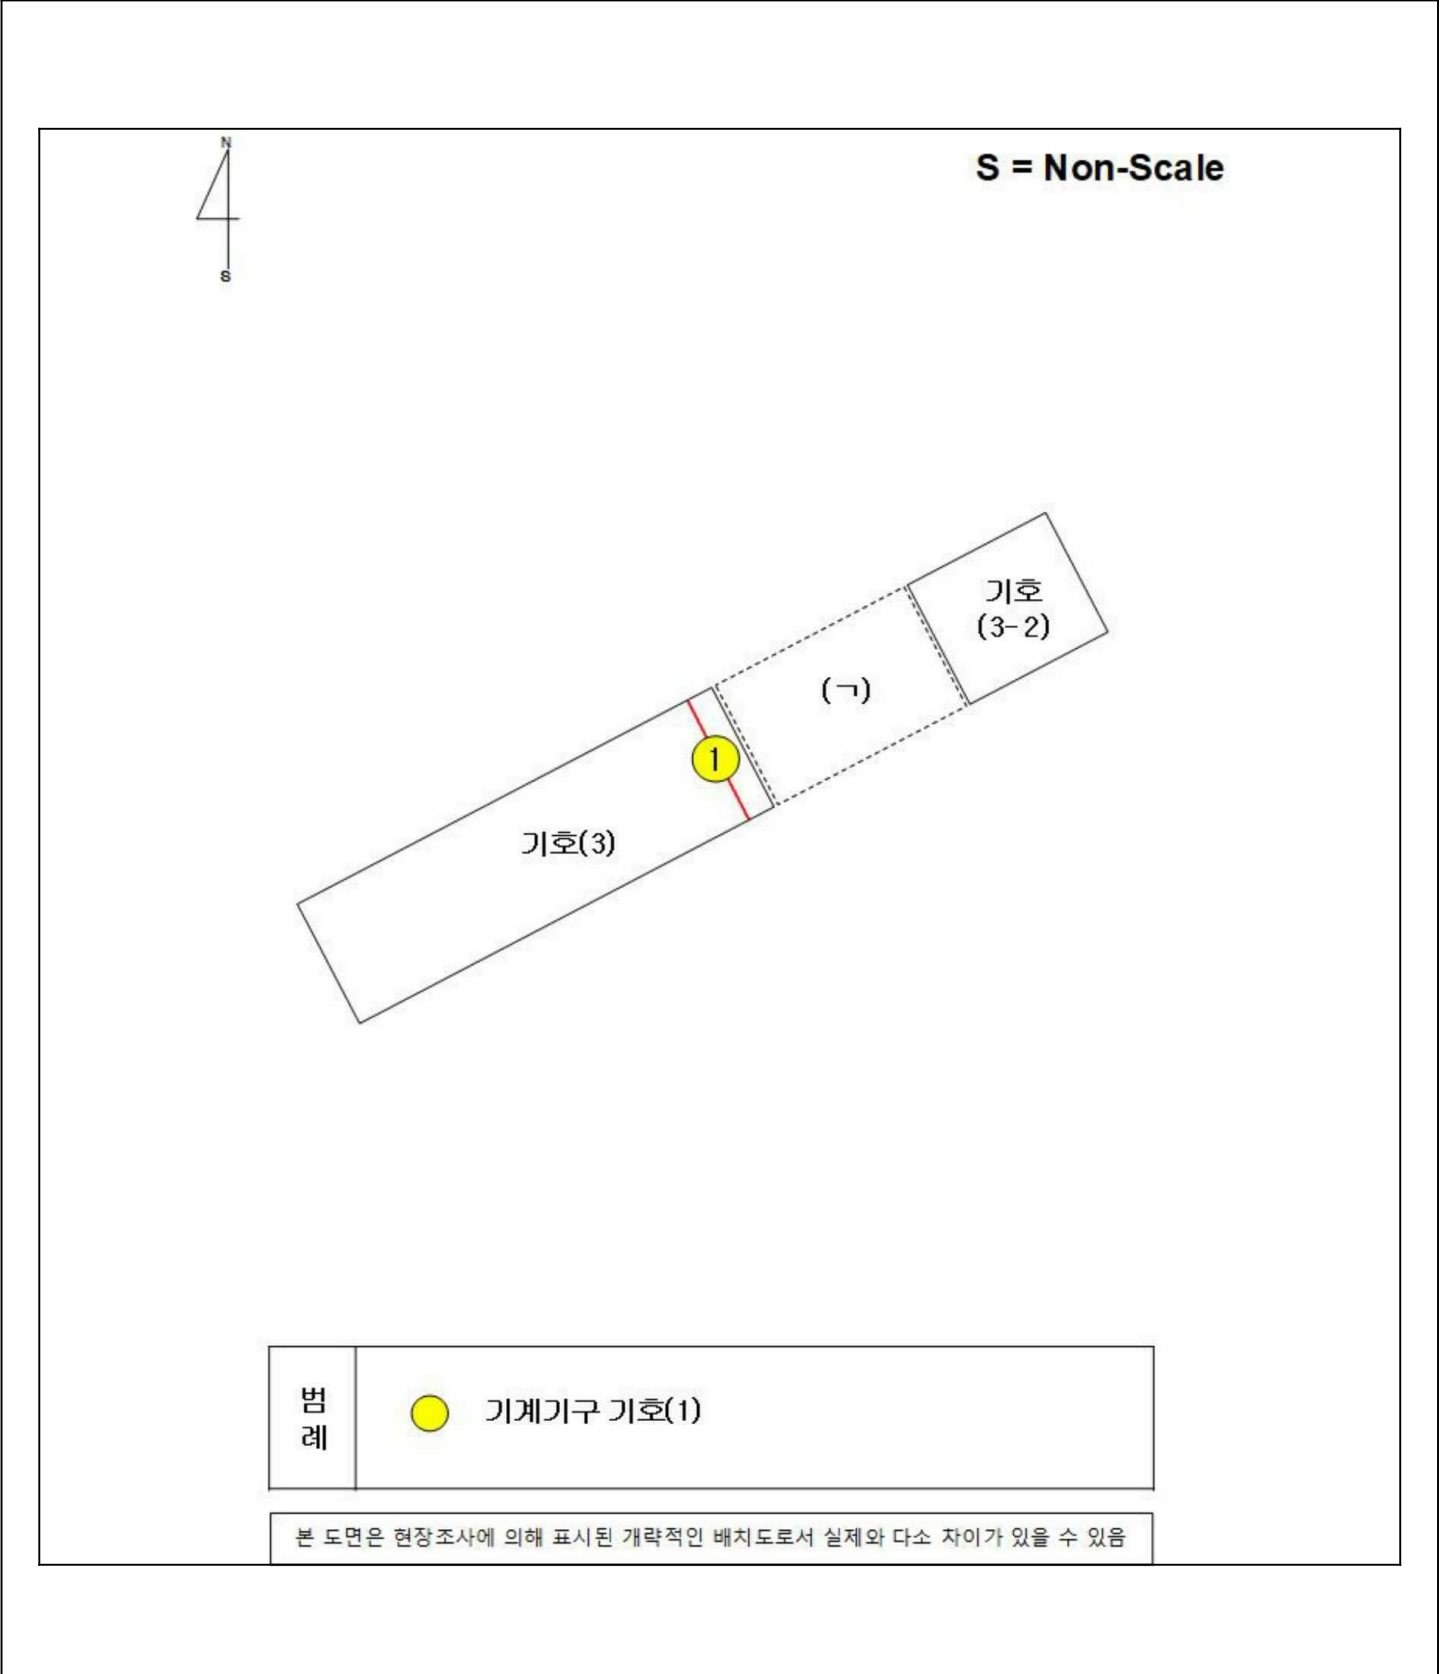 N
S = Non-Scale
S
기호
(3-2)
(ㄱ)
1
기호(3)
범
례
기계기구 기호(1)
본 도면은 현장조사에 의해 표시된 개략적인 배치도로서 실제와 다소 차이가 있을 수 있음